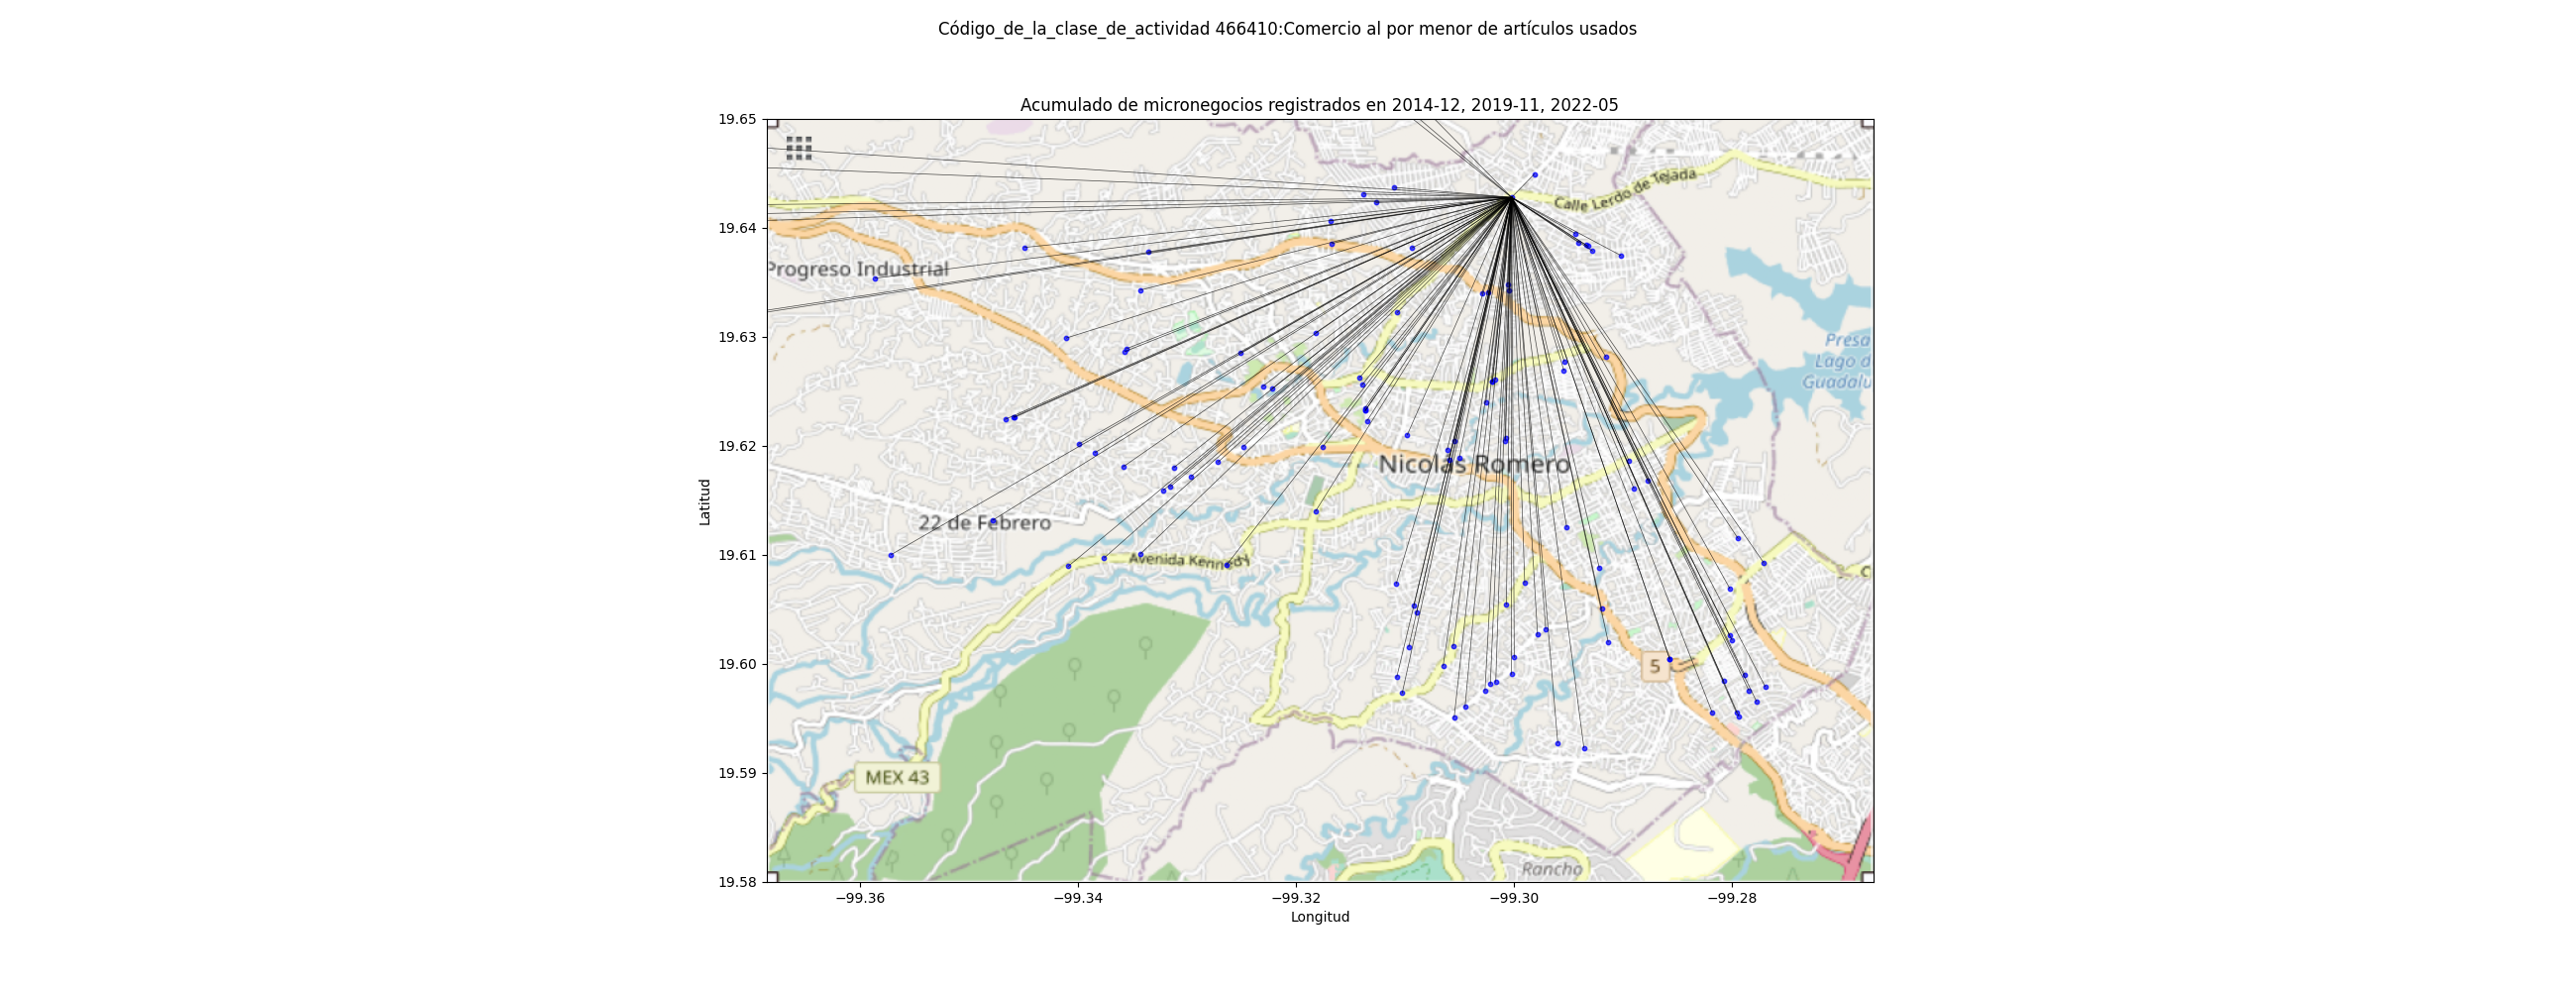 Código_de_la_clase_de_actividad 466410:Comercio al por menor de artículos usados
Acumulado de micronegocios registrados en 2014-12, 2019-11, 2022-05
19.65
Calle Lerdo de Tejada
19.64
Progreso Industrial
19.63
Presa
Lago d
Guadalu
19.62
Nicolás Romero
Latitud
22 de Febrero
19.61
Avenida Kennedy
C
19.60
5
19.59
MEX 43
Rancho
19.58
−99.36 −99.34 −99.32 −99.30 −99.28
Longitud